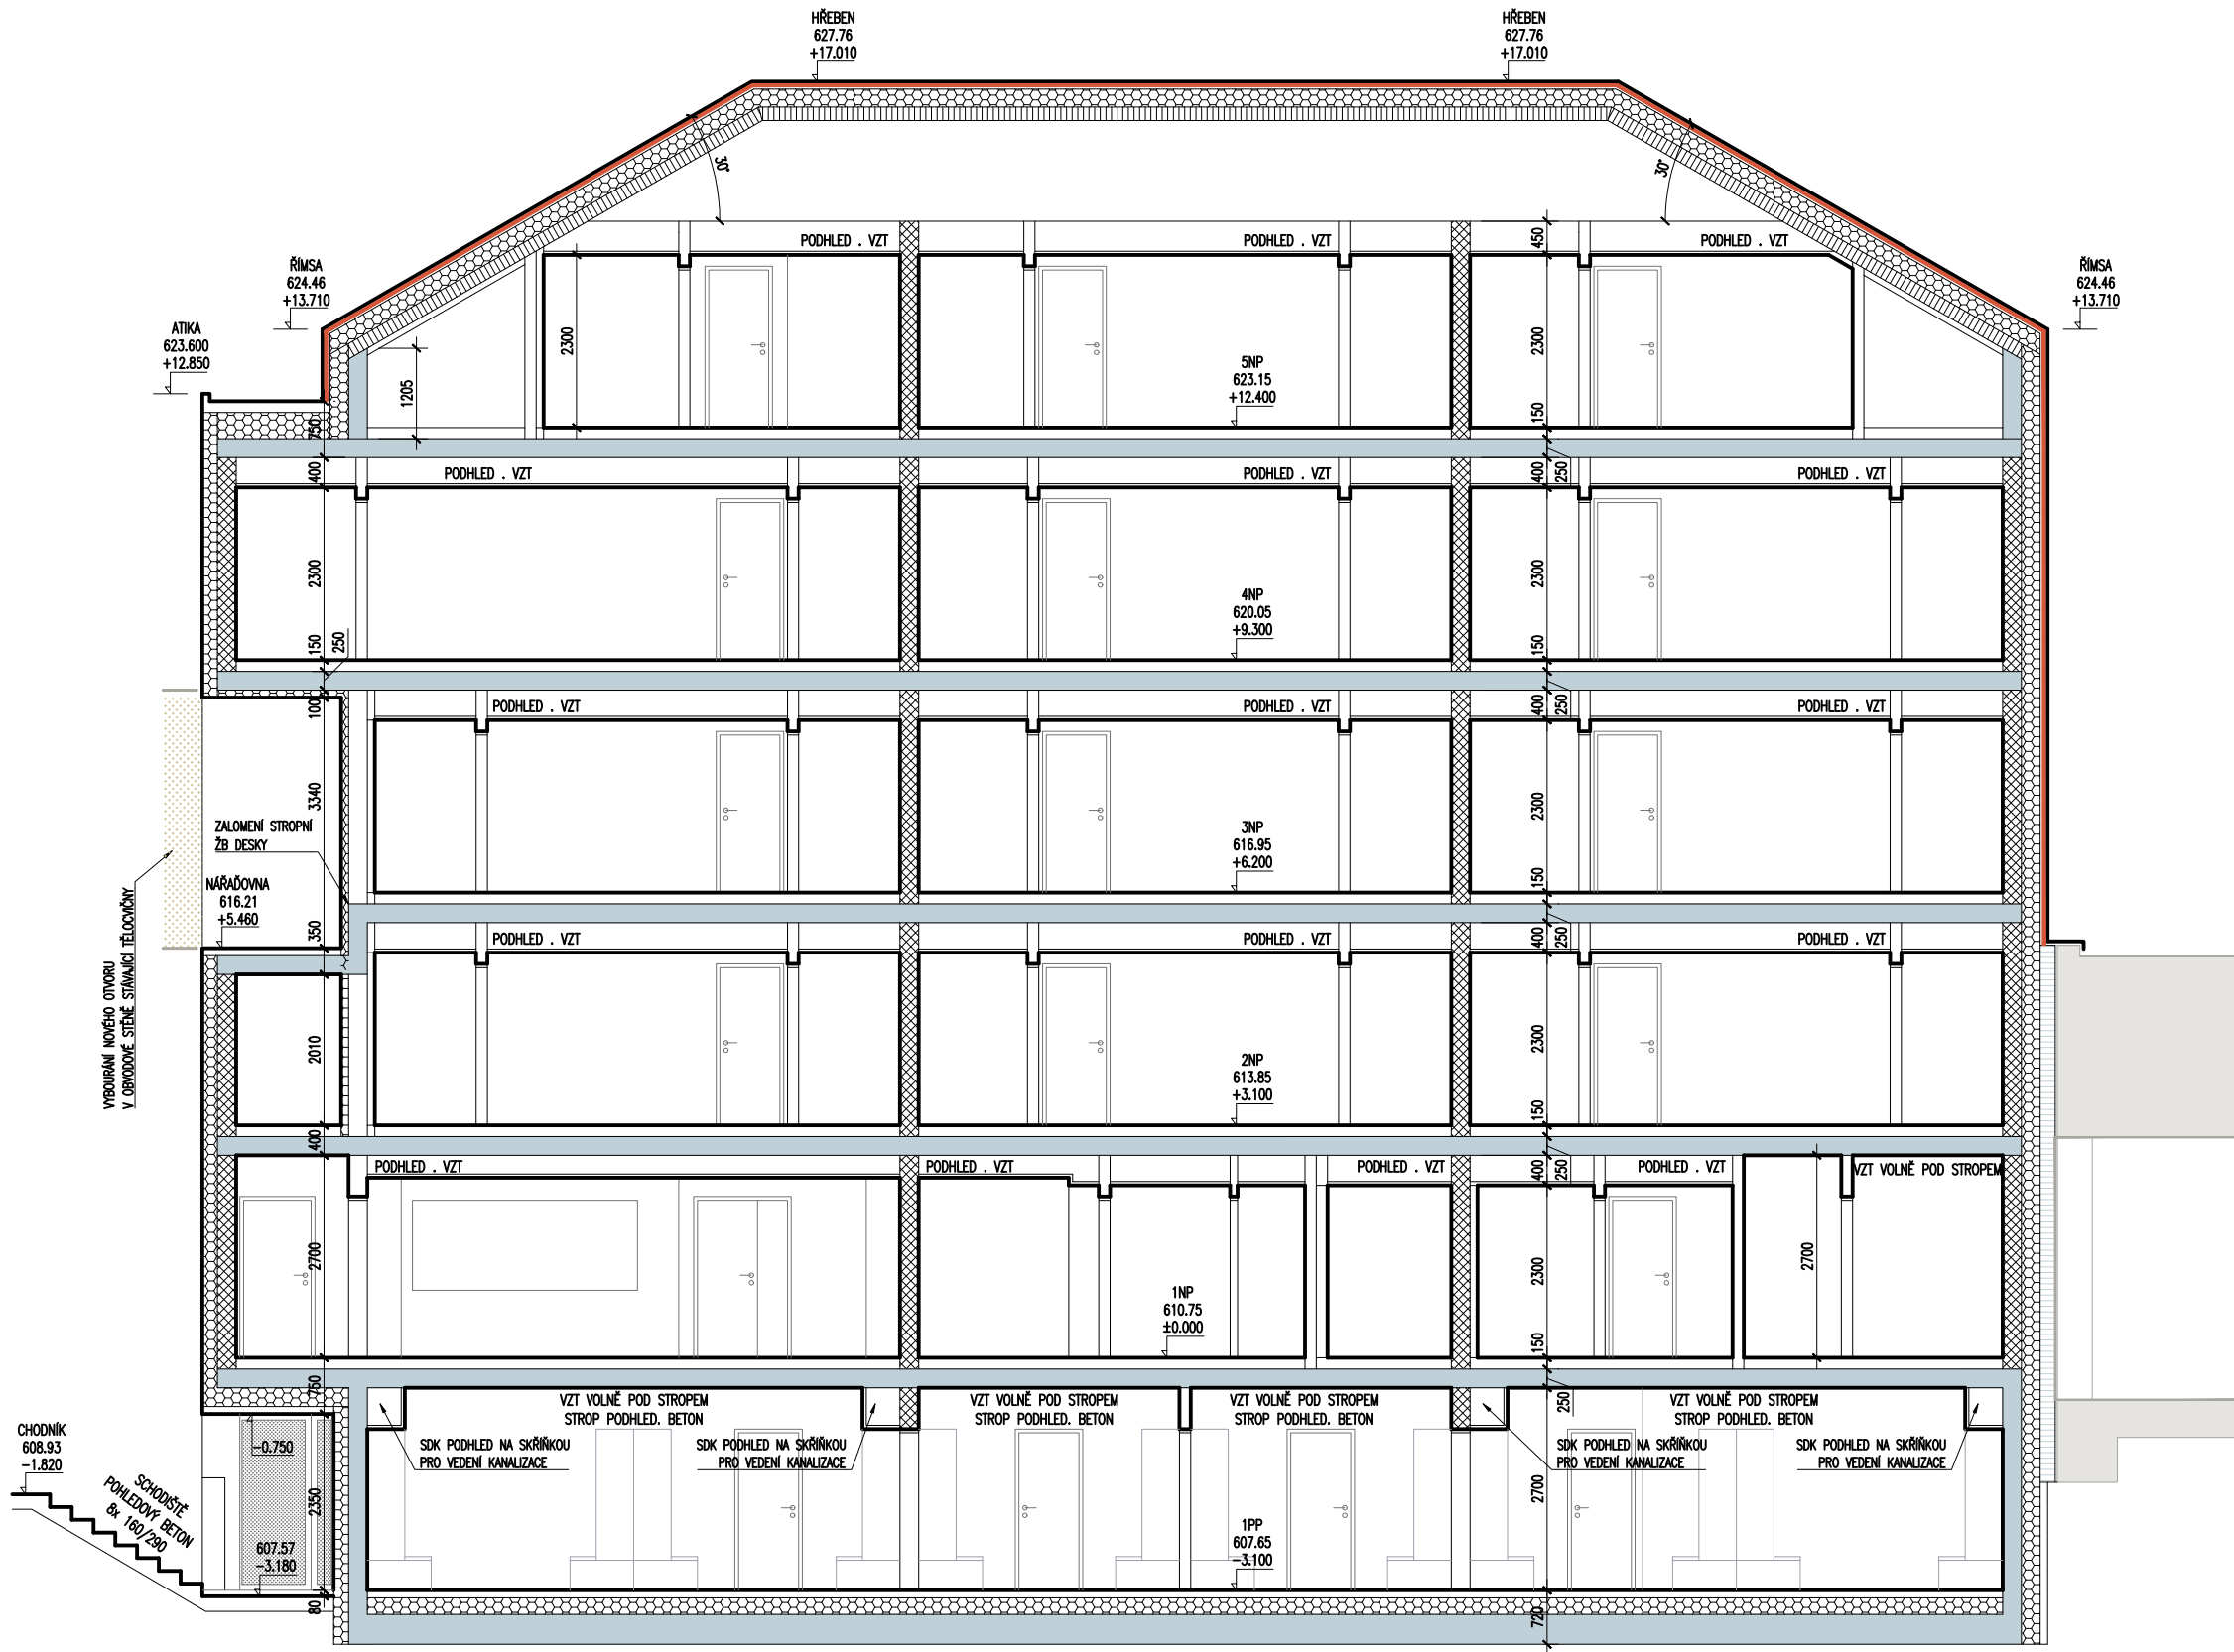 HŘEBEN
627.76
+17.010
HŘEBEN
627.76
+17.010
30°
30°
ŘÍMSA
624.46
+13.710
ŘÍMSA
624.46
+13.710
ATIKA
623.600
+12.850
PODHLED . VZT
PODHLED . VZT
PODHLED . VZT
450
2300
2300
1205
5NP
623.15
+12.400
150
750
400
PODHLED . VZT
PODHLED . VZT
PODHLED . VZT
400
250
2300
2300
4NP
620.05
+9.300
150
250
150
100
PODHLED . VZT
PODHLED . VZT
PODHLED . VZT
400
250
3340
2300
ZALOMENÍ STROPNÍ
ŽB DESKY
3NP
616.95
+6.200
NÁŘAĎOVNA
616.21
+5.460
150
350
VYBOURÁNÍ NOVÉHO OTVORU
V OBVODOVÉ STĚNĚ STÁVAJÍCÍ TĚLOCVIČNY
PODHLED . VZT
PODHLED . VZT
PODHLED . VZT
400
250
2010
2300
2NP
613.85
+3.100
150
400
PODHLED . VZT
PODHLED . VZT
PODHLED . VZT
400
250
PODHLED . VZT
VZT VOLNĚ POD STROPEM
2700
2300
2700
1NP
610.75
±0.000
150
750
250
VZT VOLNĚ POD STROPEM
STROP PODHLED. BETON
VZT VOLNĚ POD STROPEM
STROP PODHLED. BETON
VZT VOLNĚ POD STROPEM
STROP PODHLED. BETON
VZT VOLNĚ POD STROPEM
STROP PODHLED. BETON
SDK PODHLED NA SKŘÍŇKOU
PRO VEDENÍ KANALIZACE
SDK PODHLED NA SKŘÍŇKOU
PRO VEDENÍ KANALIZACE
SDK PODHLED NA SKŘÍŇKOU
PRO VEDENÍ KANALIZACE
SDK PODHLED NA SKŘÍŇKOU
PRO VEDENÍ KANALIZACE
CHODNÍK
608.93
-1.820
-0.750
SCHODIŠTĚ
POHLEDOVÝ BETON
8x 160/290
2350
2700
607.57
-3.180
1PP
607.65
-3.100
80
720